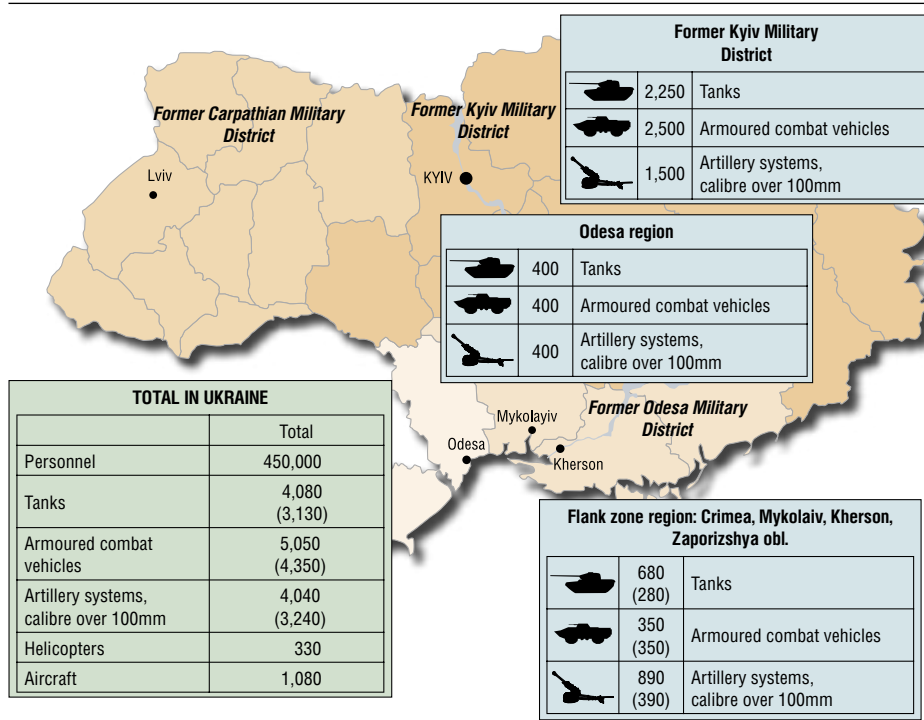 Former Kyiv Military
District
2,250 Tanks
2,500 Armoured combat vehicles
1,500 Artillery systems,
calibre over 100mm
Former Carpathian Military
District
Former Kyiv Military
District
Lviv
KYIV
Odesa region
400 Tanks
400 Armoured combat vehicles
400 Artillery systems,
calibre over 100mm
Former Odesa Military
District
Mykolayiv
Odesa
Kherson
TOTAL IN UKRAINE
Total
Personnel 450,000
Tanks 4,080
(3,130)
Armoured combat
vehicles 5,050
(4,350)
Artillery systems,
calibre over 100mm 4,040
(3,240)
Helicopters 330
Aircraft 1,080
Flank zone region: Crimea, Mykolaiv, Kherson,
Zaporizshya obl.
680
(280) Tanks
350
(350) Armoured combat vehicles
890
(390) Artillery systems,
calibre over 100mm